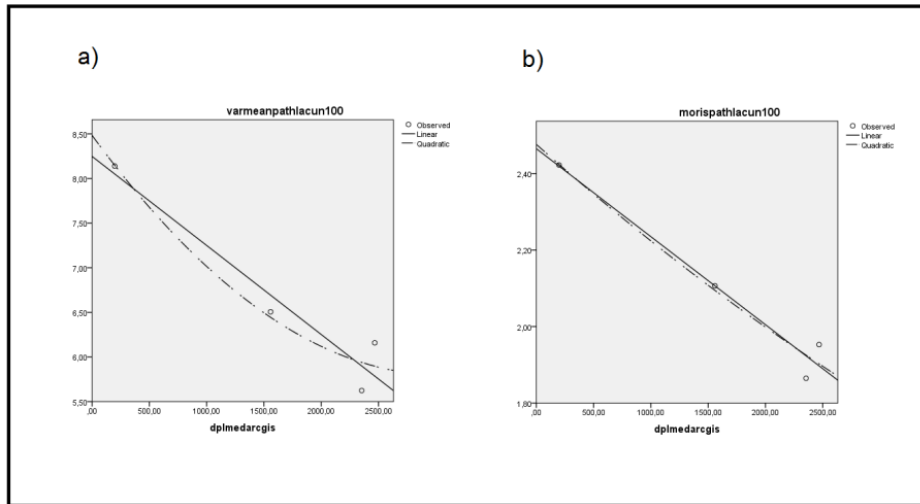 a)
varmeanpathlacun100
Observed
Linear
Quadratic
8,50
8,00
7,50
7,00
6,50
6,00
5,50
,00 500,00 1000,00 1500,00 2000,00 2500,00
dplmedarcgis
b)
morispathlacun100
Observed
Linear
Quadratic
2,40
2,20
2,00
1,80
,00 500,00 1000,00 1500,00 2000,00 2500,00
dplmedarcgis